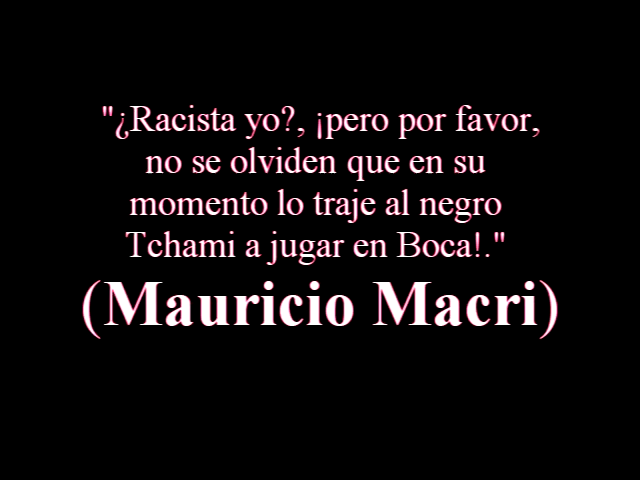 "¿Racista yo?, ¡pero por favor,
no se olviden que en su
momento lo traje al negro
Tchami a jugar en Boca!."
(Mauricio Macri)